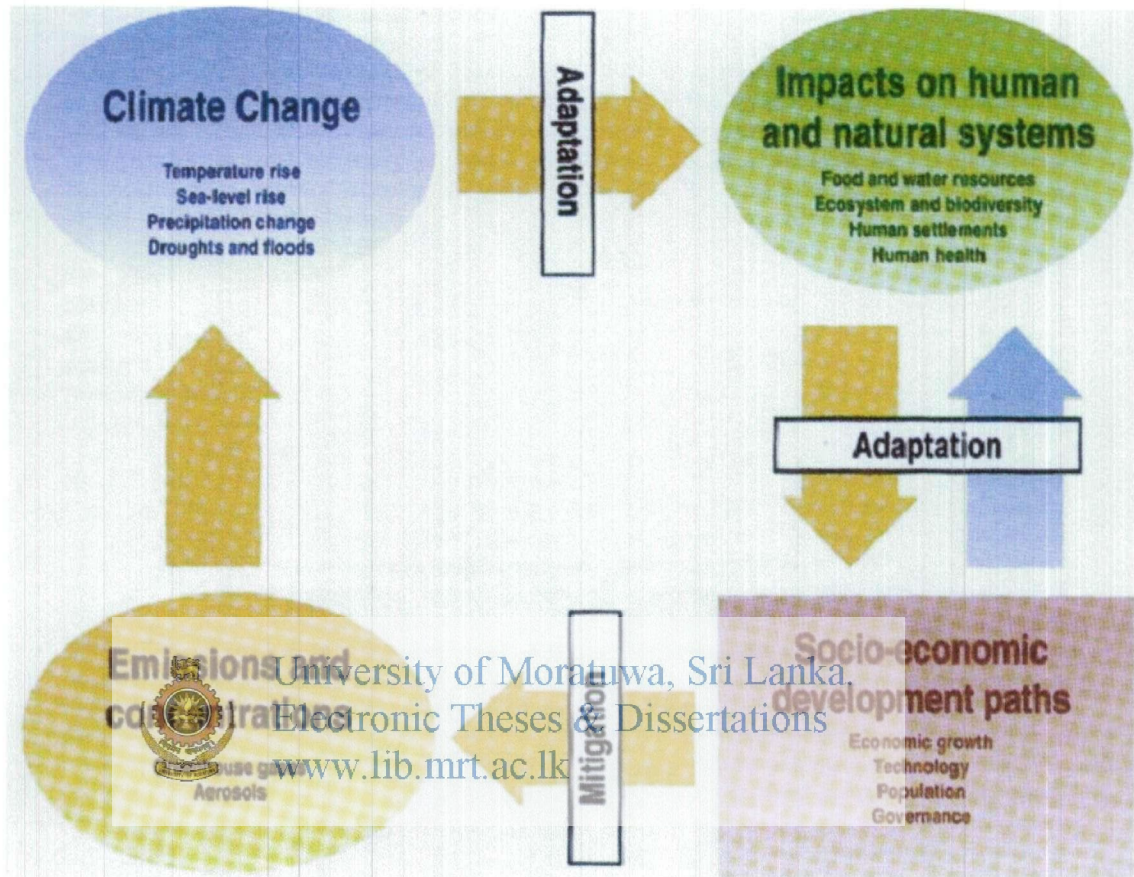 Climate Change
Temperature rise
Sea-level rise
Precipitation change
Droughts and floods
Adaptation
Impacts on human
and natural systems
Food and water resources
Ecosystem and biodiversity
Human settlements
Human health
Adaptation
Socio-economic
development paths
Economic growth
Technology
Population
Governance
Mitigation
Emissions and
Aerosols
University of Moratuwa, Sri Lanka.
Electronic Theses & Dissertations
www.lib.mrt.ac.lk